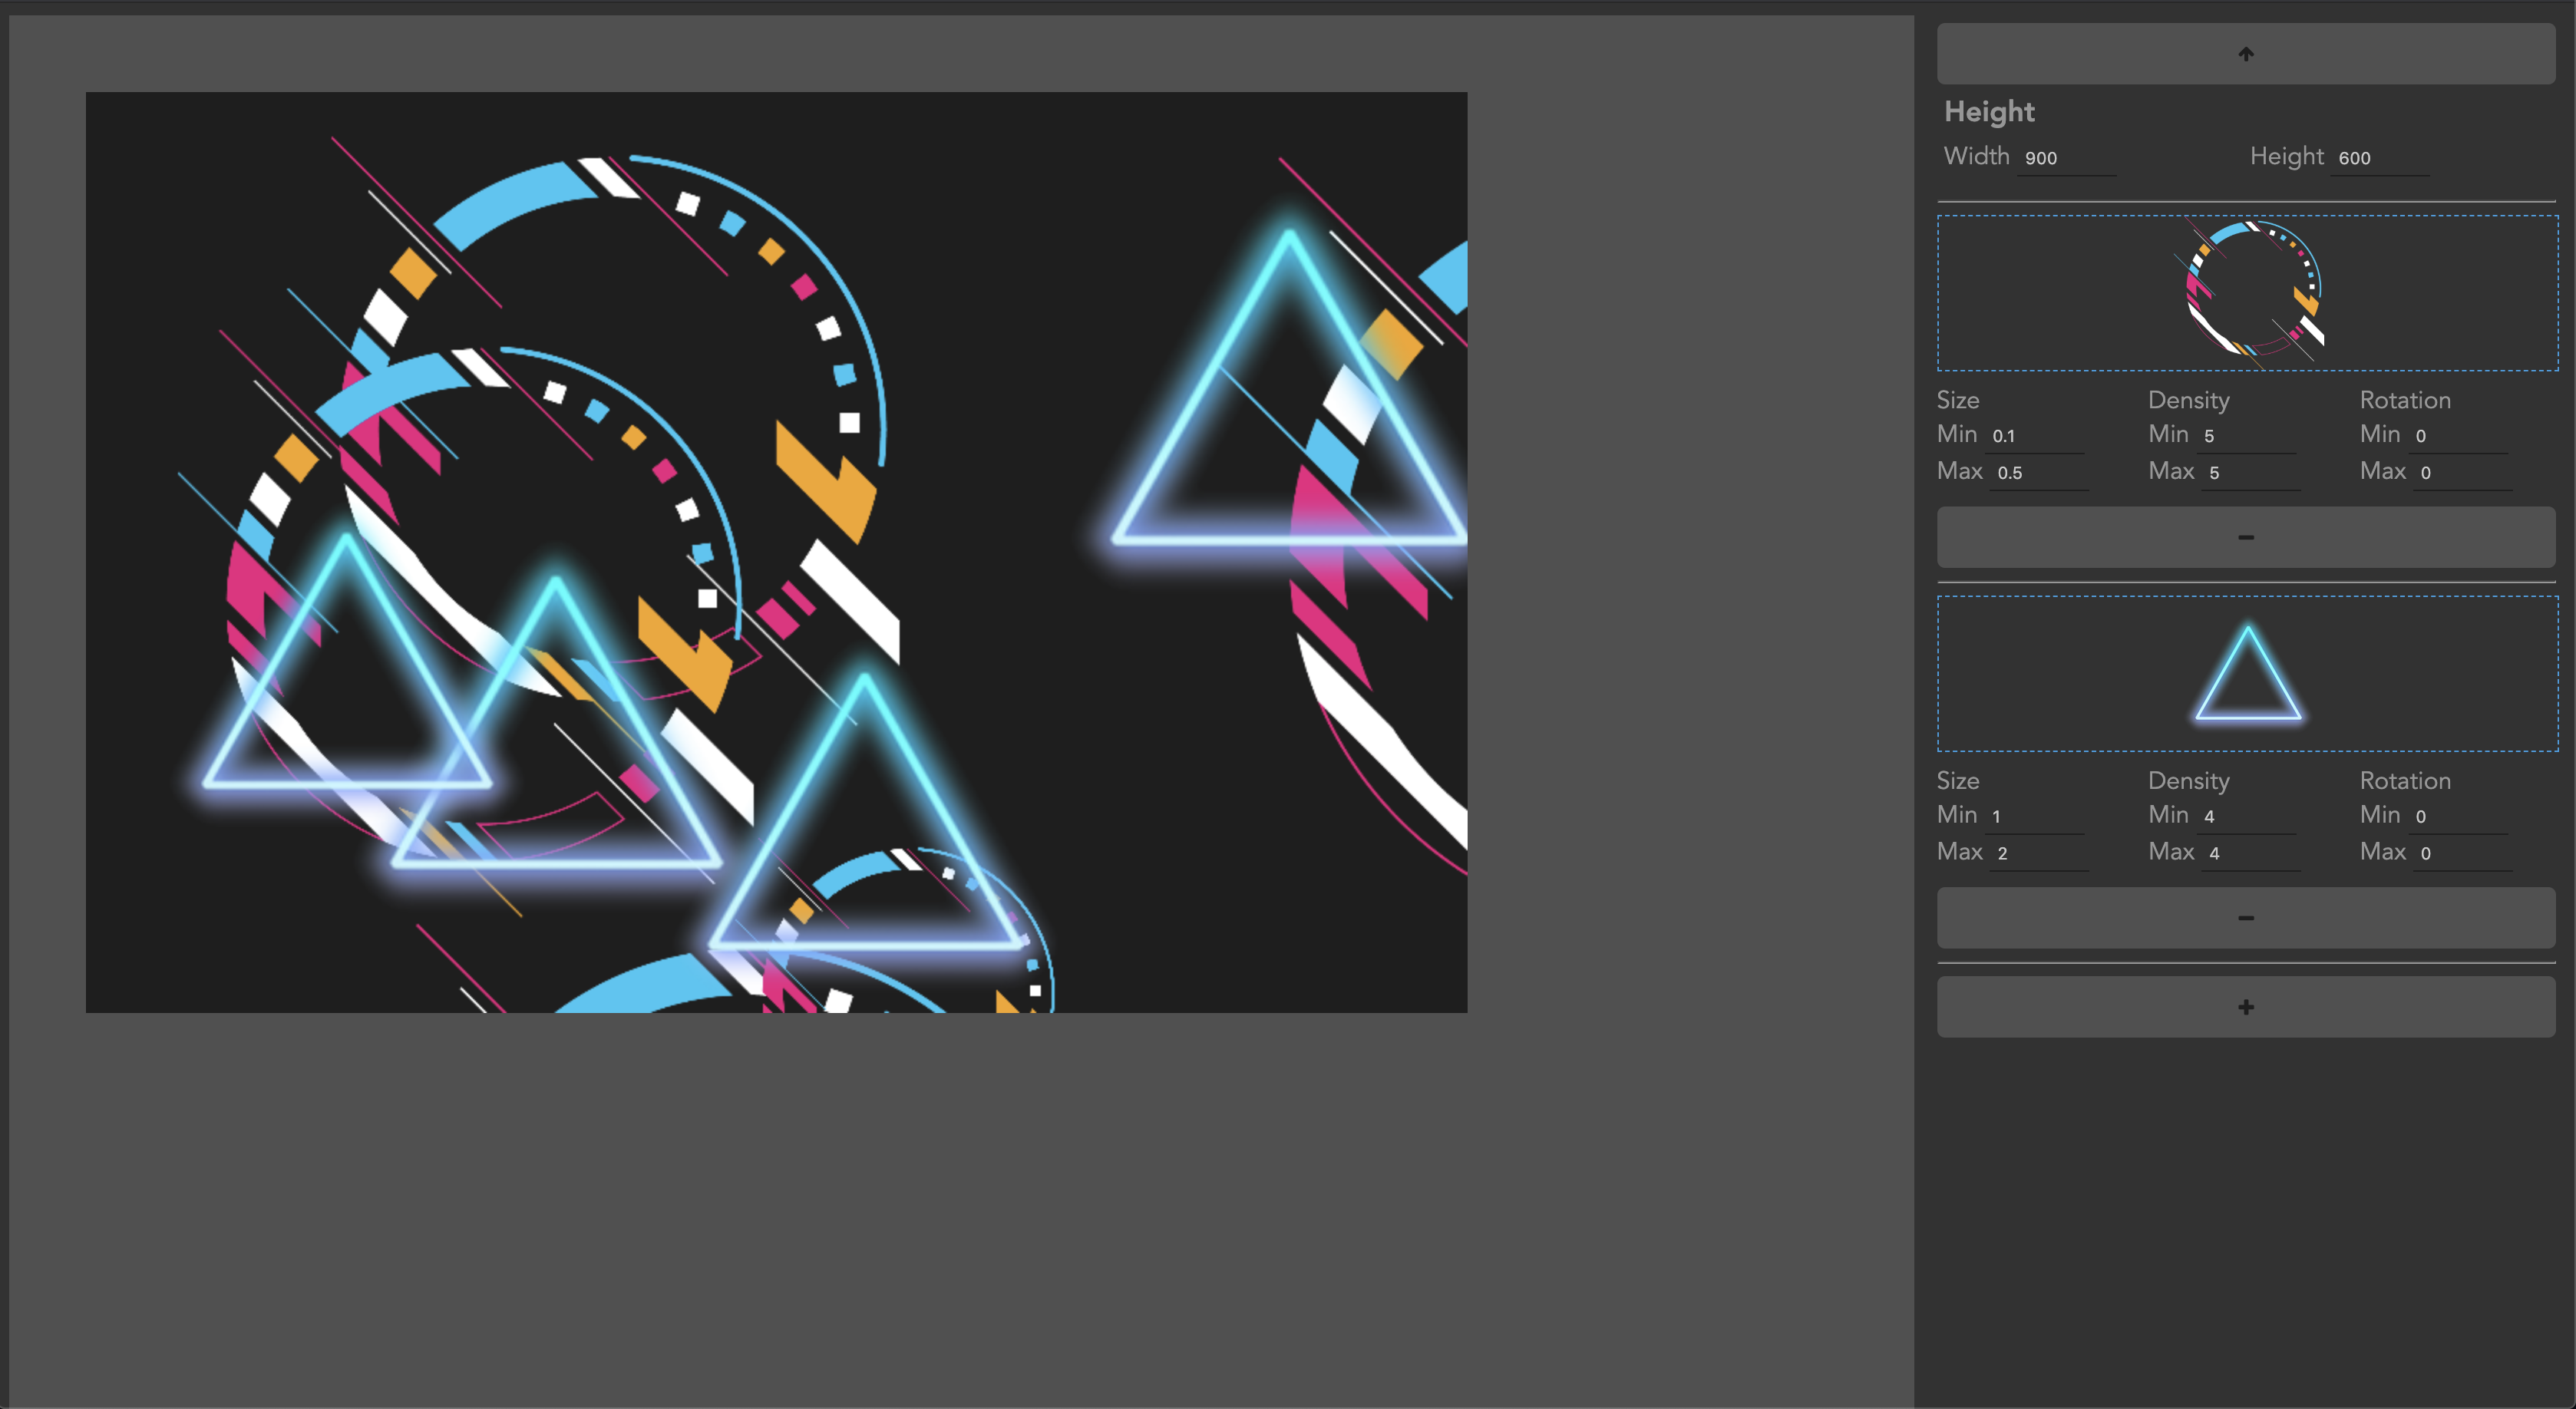 Height
Width 900 Height 600
Size Density Rotation
Min 0.1 Min 5 Min 0
Max 0.5 Max 5 Max 0
Size Density Rotation
Min 1 Min 4 Min 0
Max 2 Max 4 Max 0